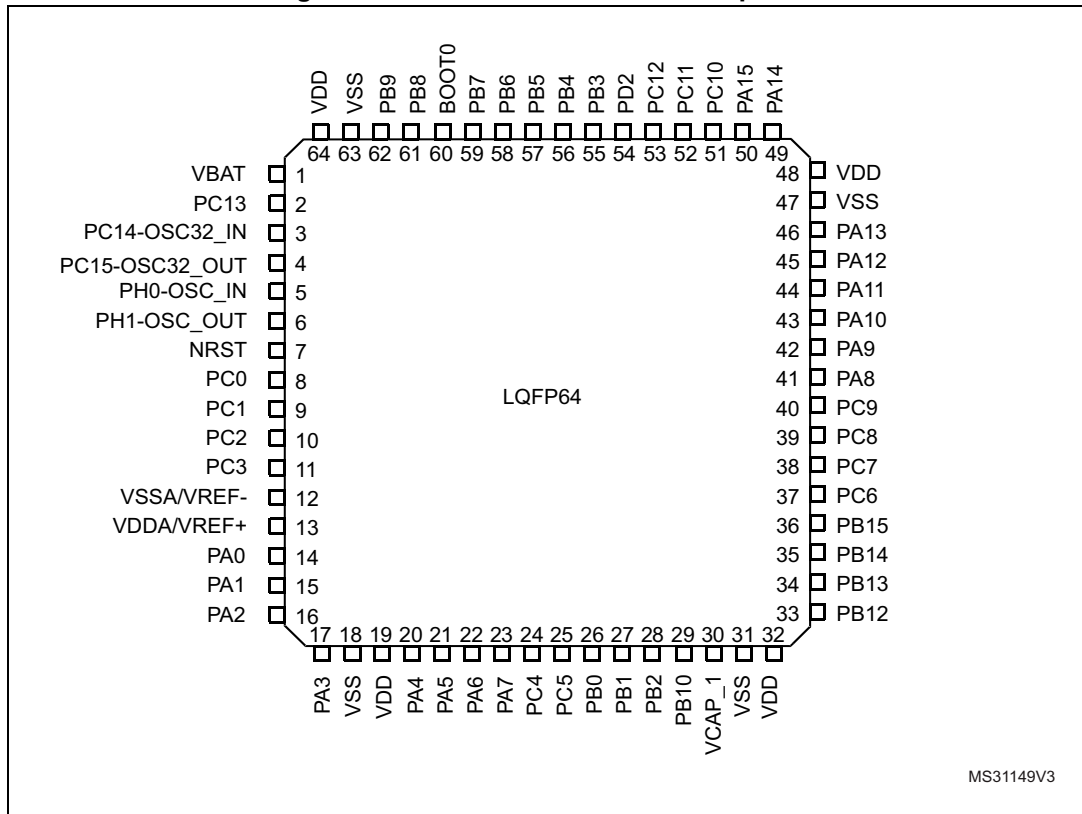 VDD
VSS
PB9
PB8
BOOT0
PB7
PB6
PB5
PB4
PB3
PD2
PC12
PC11
PC10
PA15
PA14
64 63 62 61 60 59 58 57 56 55 54 53 52 51 50 49
VBAT 1
PC13 2
PC14-OSC32_IN 3
PC15-OSC32_OUT 4
PH0-OSC_IN 5
PH1-OSC_OUT 6
NRST 7
PC0 8
PC1 9
PC2 10
PC3 11
VSSA/VREF- 12
VDDA/VREF+ 13
PA0 14
PA1 15
PA2 16
LQFP64
48 VDD
47 VSS
46 PA13
45 PA12
44 PA11
43 PA10
42 PA9
41 PA8
40 PC9
39 PC8
38 PC7
37 PC6
36 PB15
35 PB14
34 PB13
33 PB12
17 18 19 20 21 22 23 24 25 26 27 28 29 30 31 32
PA3
VSS
VDD
PA4
PA5
PA6
PA7
PC4
PC5
PB0
PB1
PB2
PB10
VCAP_1
VSS
VDD
MS31149V3